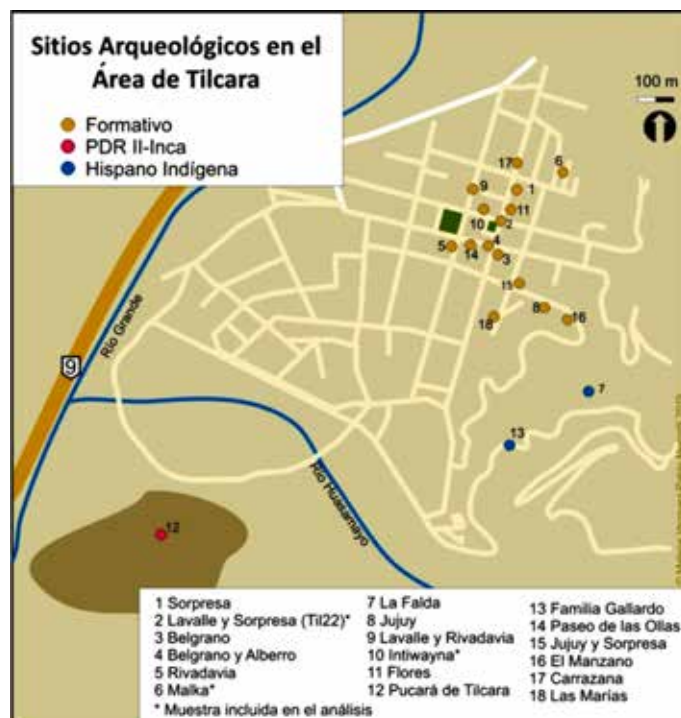 Sitios Arqueológicos en el
Área de Tilcara
Formativo
PDR II-Inca
Hispano Indígena
100 m
17
6
9
1
10
11
2
5
14
4
3
11
8
18
16
Río Grande
9
7
13
Río Huasamayo
12
1 Sorpresa
2 Lavalle y Sorpresa (Til22)*
3 Belgrano
4 Belgrano y Alberro
5 Rivadavia
6 Malka*
* Muestra incluida en el análisis
7 La Falda
8 Jujuy
9 Lavalle y Rivadavia
10 Intiwayna*
11 Flores
12 Pucará de Tilcara
13 Familia Gallardo
14 Paseo de las Ollas
15 Jujuy y Sorpresa
16 El Manzano
17 Carrazana
18 Las Marías